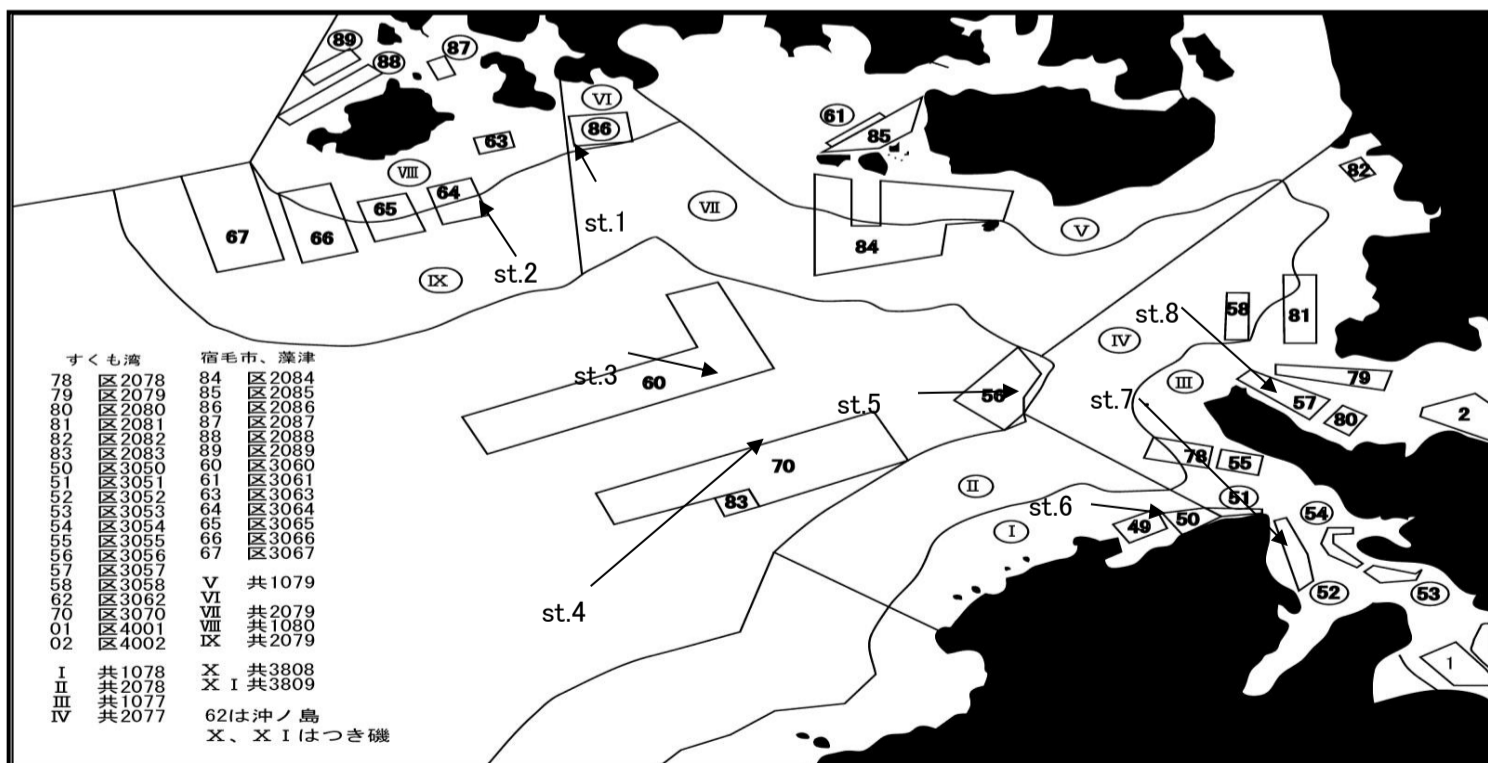 89
87
88
Ⅵ
86
61
85
63
82
Ⅷ
64
65
Ⅶ
st.1
67
66
84
Ⅴ
st.2
Ⅸ
58
81
st.8
Ⅳ
st.3
60
Ⅲ
79
56
st.5
st.7
57
80
2
70
78
55
83
Ⅱ
51
st.6
49
50
54
Ⅰ
st.4
52
53
1
すくも湾
78 区2078
79 区2079
80 区2080
81 区2081
82 区2082
83 区2083
50 区3050
51 区3051
52 区3052
53 区3053
54 区3054
55 区3055
56 区3056
57 区3057
58 区3058
62 区3062
70 区3070
01 区4001
02 区4002
Ⅰ 共1078
Ⅱ 共2078
Ⅲ 共1077
Ⅳ 共2077
宿毛市、藻津
84 区2084
85 区2085
86 区2086
87 区2087
88 区2088
89 区2089
60 区3060
61 区3061
63 区3063
64 区3064
65 区3065
66 区3066
67 区3067
Ⅴ 共1079
Ⅵ
Ⅶ 共2079
Ⅷ 共1080
Ⅸ 共2079
Ⅹ 共3808
ⅩⅠ共3809
62は沖ノ島
Ⅹ、ⅩⅠはつき磯